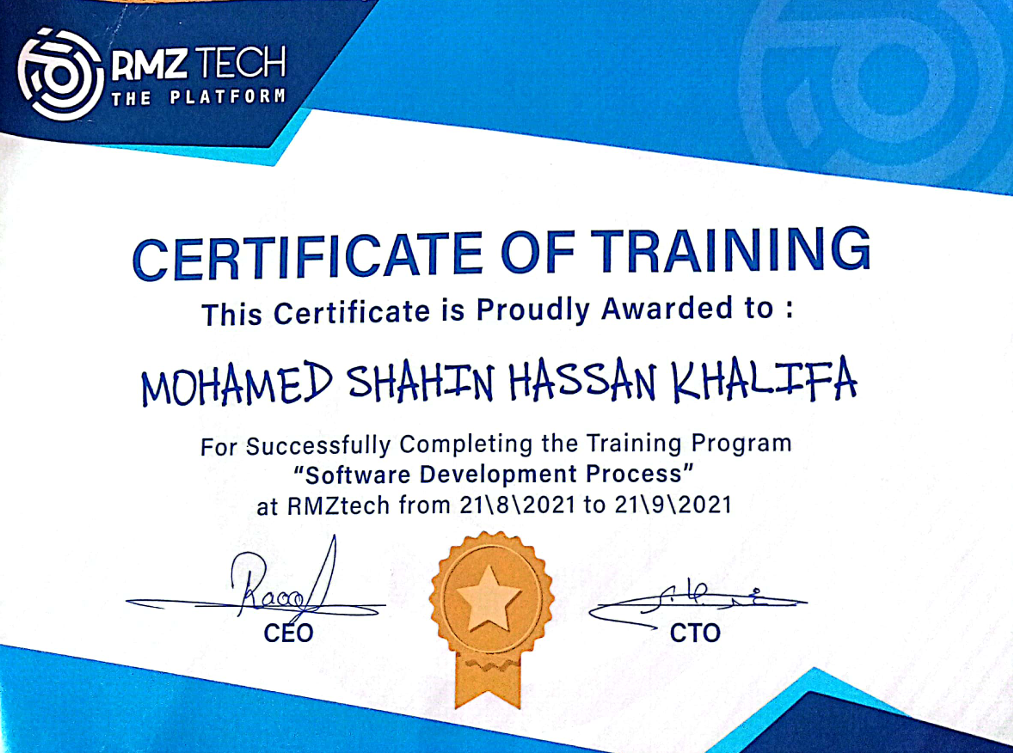 RMZ TECH
THE PLATFORM
CERTIFICATE OF TRAINING
This Certificate is Proudly Awarded to :
MOHAMED SHAHIN HASSAN KHALIFA
For Successfully Completing the Training Program
“Software Development Process”
at RMZtech from 21\8\2021 to 21\9\2021
CEO
CTO